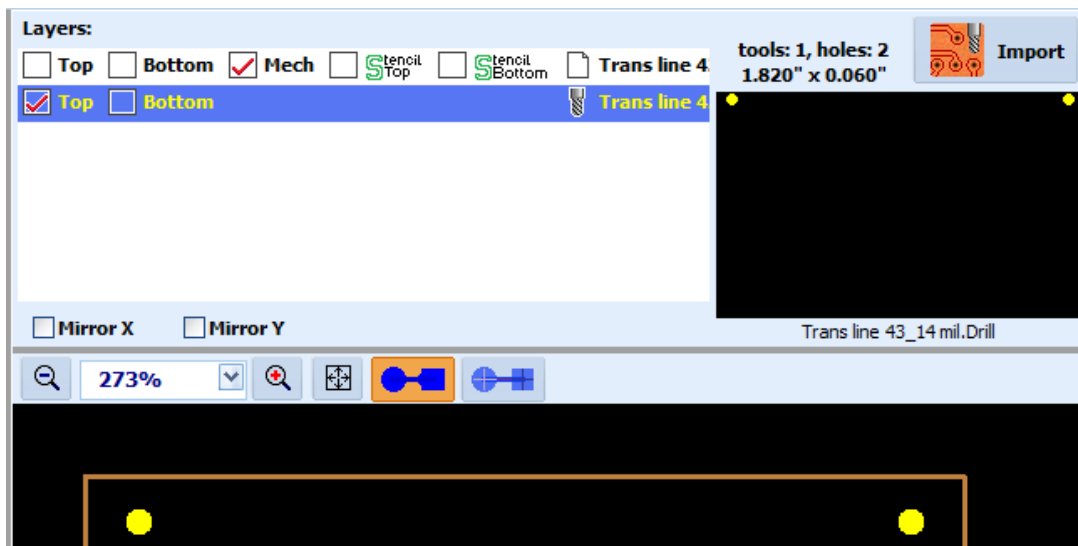 Layers:
Top Bottom Mech Stencil Top Stencil Bottom Trans line 43
Top Bottom Trans line 4
tools: 1, holes: 2
1.820" x 0.060"
Import
Mirror X Mirror Y
Trans line 43_14 mil.Drill
273%